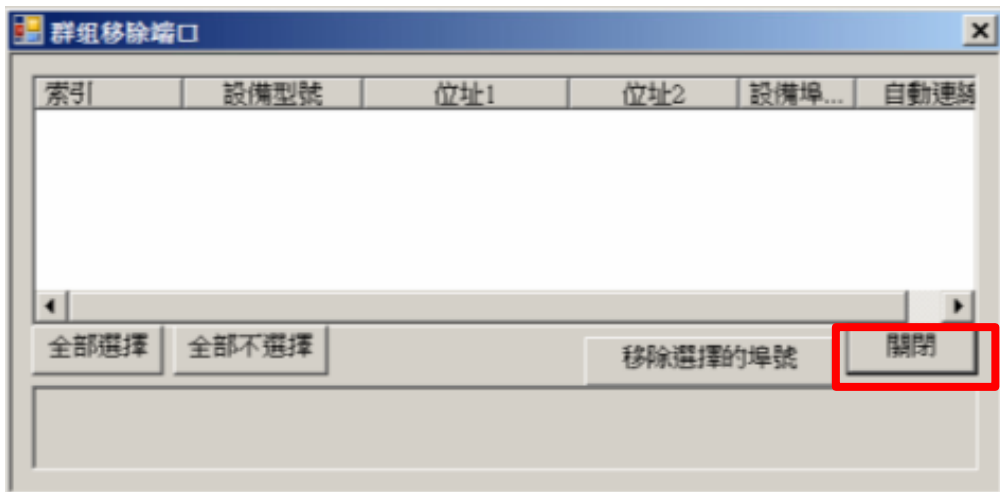 群组移除端口
索引 設備型號 位址1 位址2 設備埠... 自動連線
全部選擇 全部不選擇 移除選擇的埠號 關閉